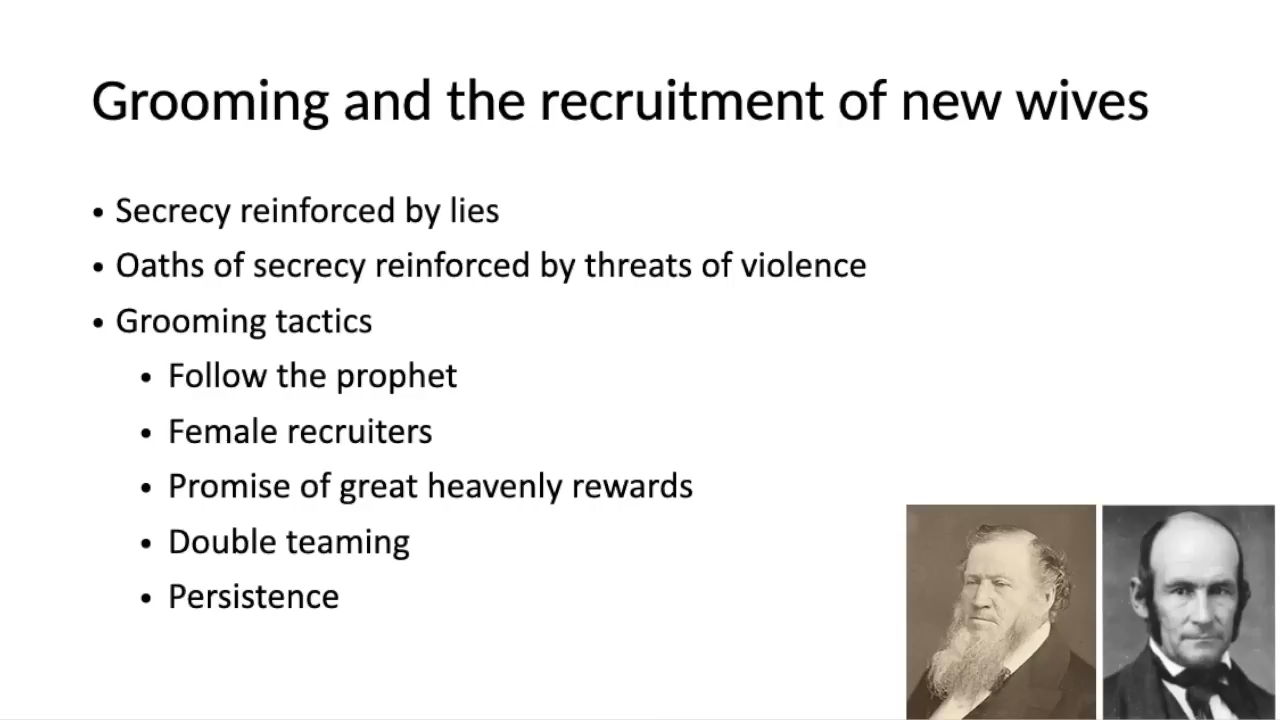 Grooming and the recruitment of new wives
• Secrecy reinforced by lies
• Oaths of secrecy reinforced by threats of violence
• Grooming tactics
• Follow the prophet
• Female recruiters
• Promise of great heavenly rewards
• Double teaming
• Persistence